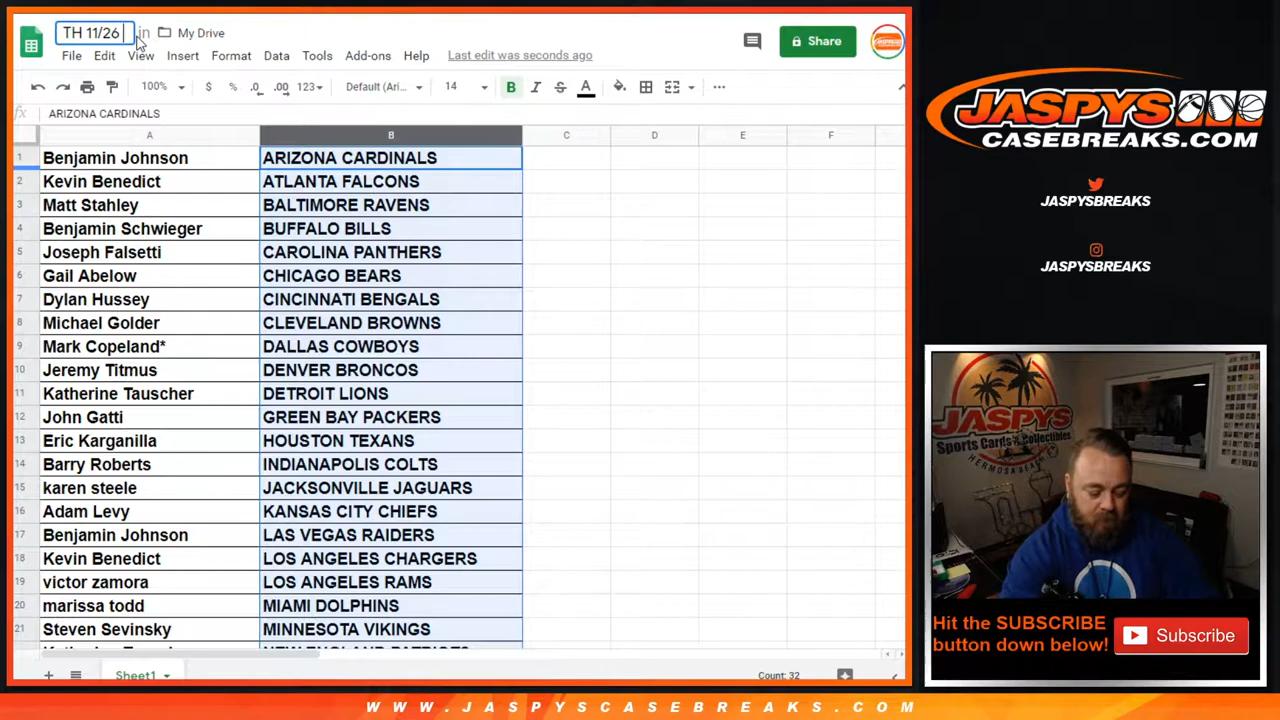 TH 11/26 in My Drive
File Edit View Insert Format Data Tools Add-ons Help Last edit was seconds ago
Share
100% $ % .0 .00 123 Default (Ari... 14 B I S A ...
fx ARIZONA CARDINALS
A B C D E F
1 Benjamin Johnson ARIZONA CARDINALS
2 Kevin Benedict ATLANTA FALCONS
3 Matt Stahley BALTIMORE RAVENS
4 Benjamin Schwieger BUFFALO BILLS
5 Joseph Falsetti CAROLINA PANTHERS
6 Gail Abelow CHICAGO BEARS
7 Dylan Hussey CINCINNATI BENGALS
8 Michael Golder CLEVELAND BROWNS
9 Mark Copeland* DALLAS COWBOYS
10 Jeremy Titmus DENVER BRONCOS
11 Katherine Tauscher DETROIT LIONS
12 John Gatti GREEN BAY PACKERS
13 Eric Karganilla HOUSTON TEXANS
14 Barry Roberts INDIANAPOLIS COLTS
15 karen steele JACKSONVILLE JAGUARS
16 Adam Levy KANSAS CITY CHIEFS
17 Benjamin Johnson LAS VEGAS RAIDERS
18 Kevin Benedict LOS ANGELES CHARGERS
19 victor zamora LOS ANGELES RAMS
20 marissa todd MIAMI DOLPHINS
21 Steven Sevinsky MINNESOTA VIKINGS
Sheet1 Count: 32
JASPYS
CASEBREAKS.COM
JASPYSBREAKS
JASPYSBREAKS
JASPYS
Sports Cards & Collectibles
HERMOSA BEACH
Hit the SUBSCRIBE
button down below!
Subscribe
WWW.JASPYSCASEBREAKS.COM